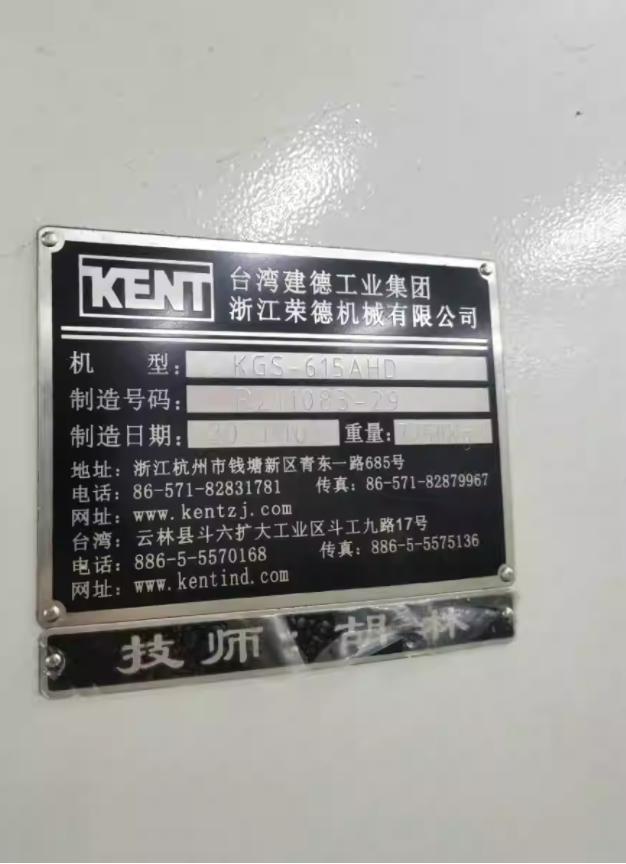 KENT
台湾建德工业集团
浙江荣德机械有限公司
机 型: KGS-615AHD
制造号码:
制造日期:
重量:
地址: 浙江杭州市钱塘新区青东一路685号
电话: 86-571-82831781 传真: 86-571-82879967
网址: www.kentzj.com
台湾: 云林县斗六扩大工业区斗工九路17号
电话: 886-5-5570168 传真: 886-5-5575136
网址: www.kentind.com
技师:胡林